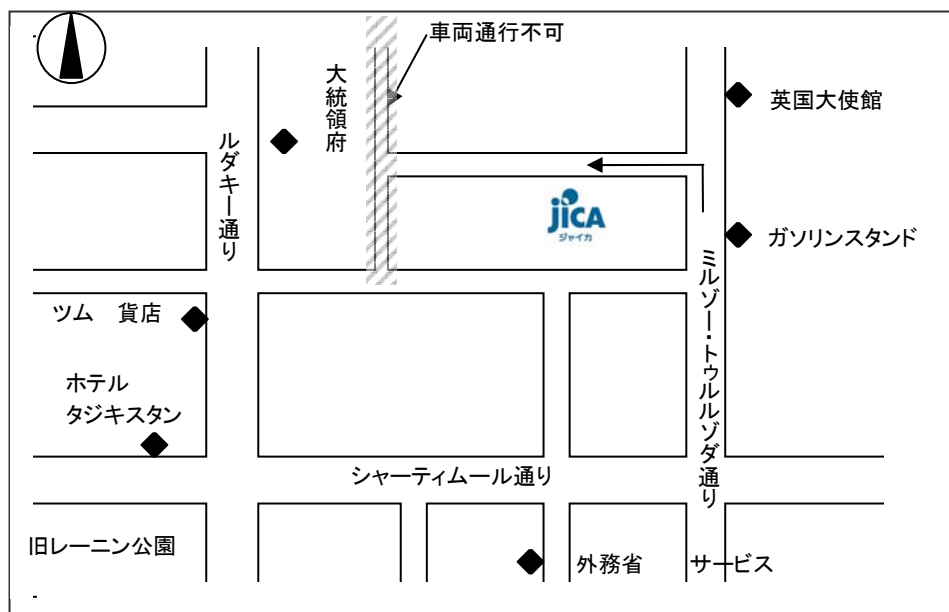 車両通行不可
大統領府
英国大使館
ルダキー通り
jICA
ジャイカ
ガソリンスタンド
ミルゾー・トゥルルゾダ通り
ツム 貨店
ホテル
タジキスタン
シャーティムール通り
旧レーニン公園
外務省
サービス